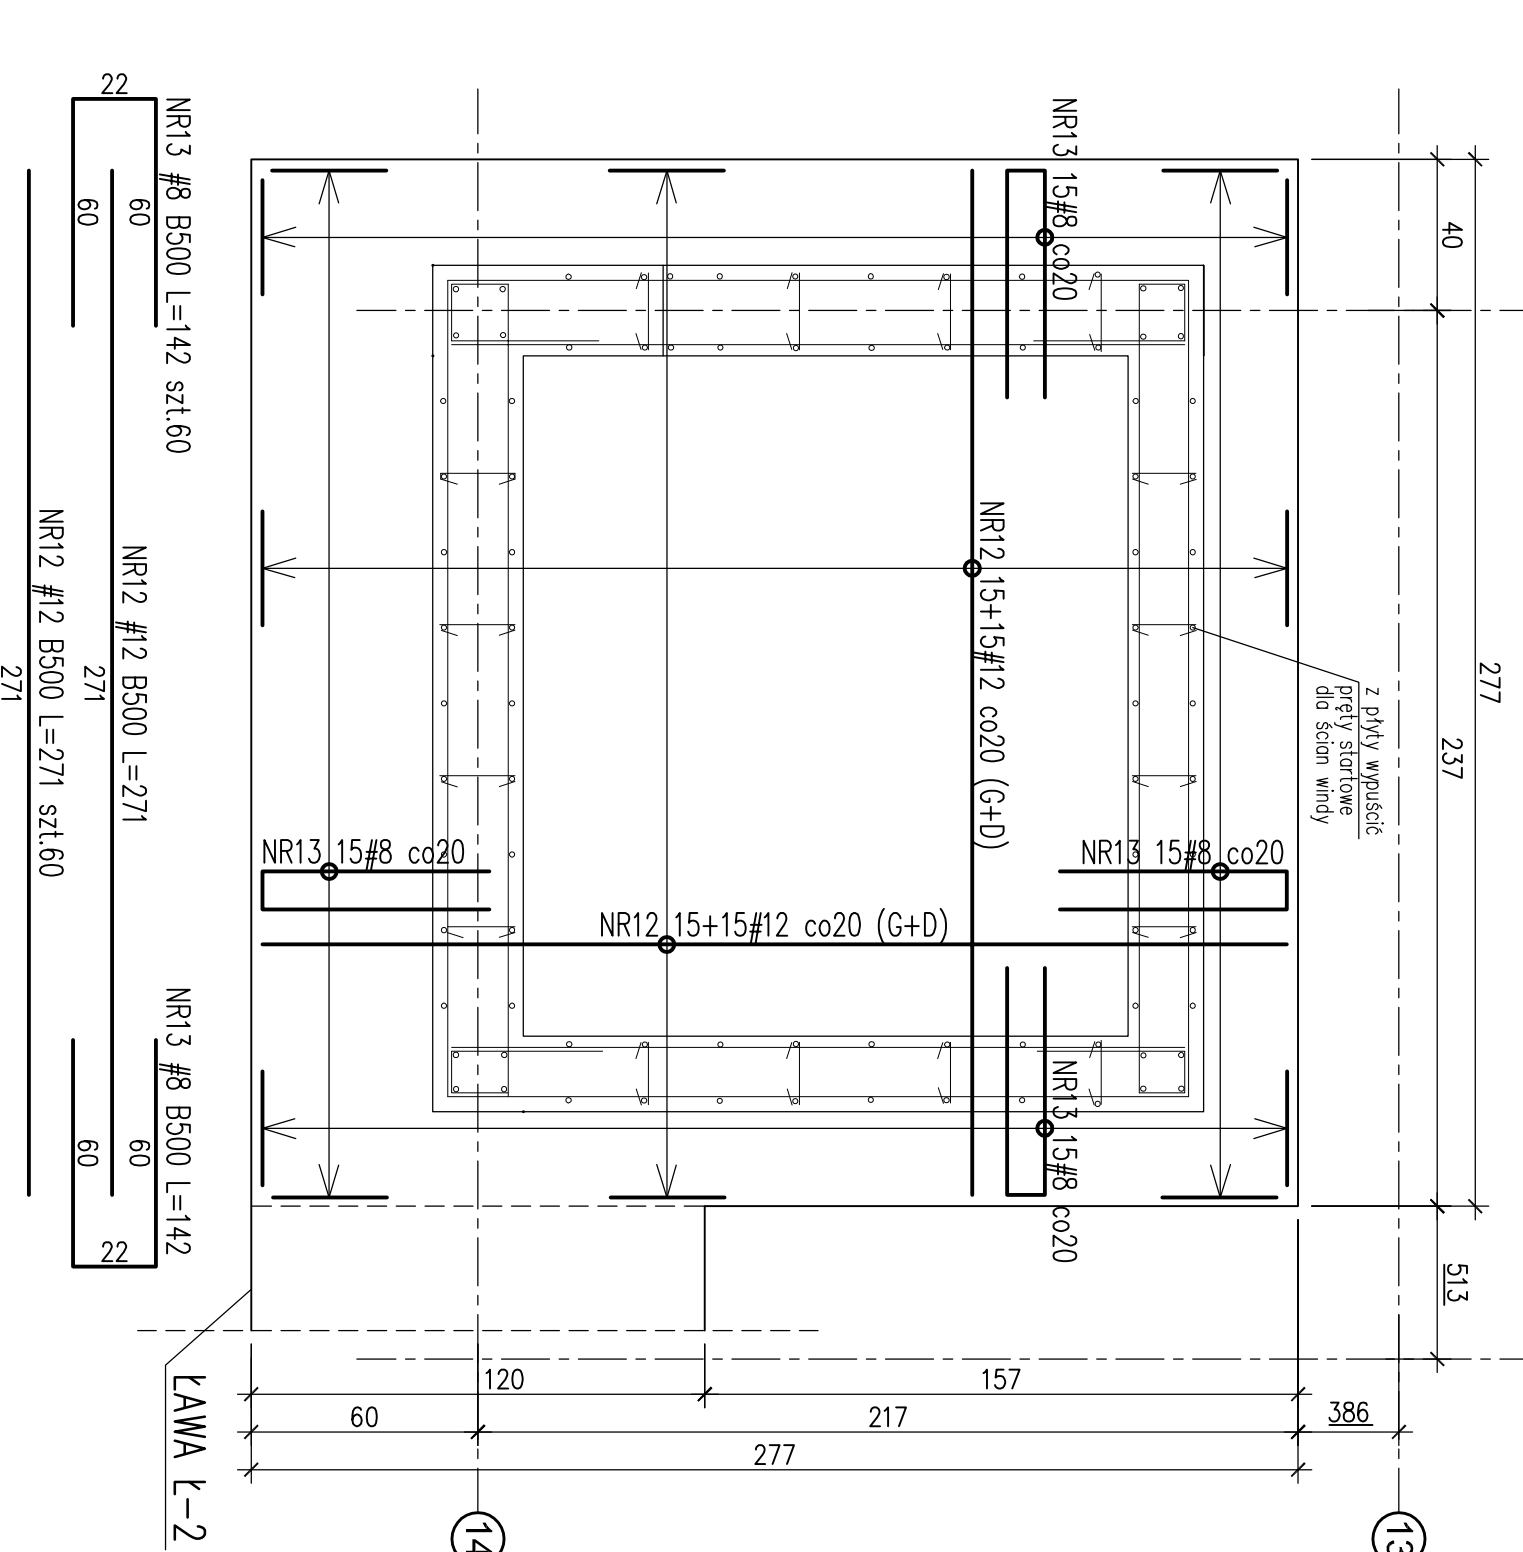 22
NR13 #8 B500 L=142 szt.60
60
60
NR12 #12 B500 L=271
271
NR12 #12 B500 L=271 szt.60
271
NR13 #8 B500 L=142
60
60
22
NR13 15#8 co20
NR12 15+15#12 co20 (G+D)
NR13 15#8 co20
NR13 15#8 co20
NR12 15+15#12 co20 (G+D)
NR13 15#8 co20
z płyty wypuścić
pręty startowe
dla ścian windy
40
277
237
513
120
157
60
217
386
277
ŁAWA Ł-2
14
13